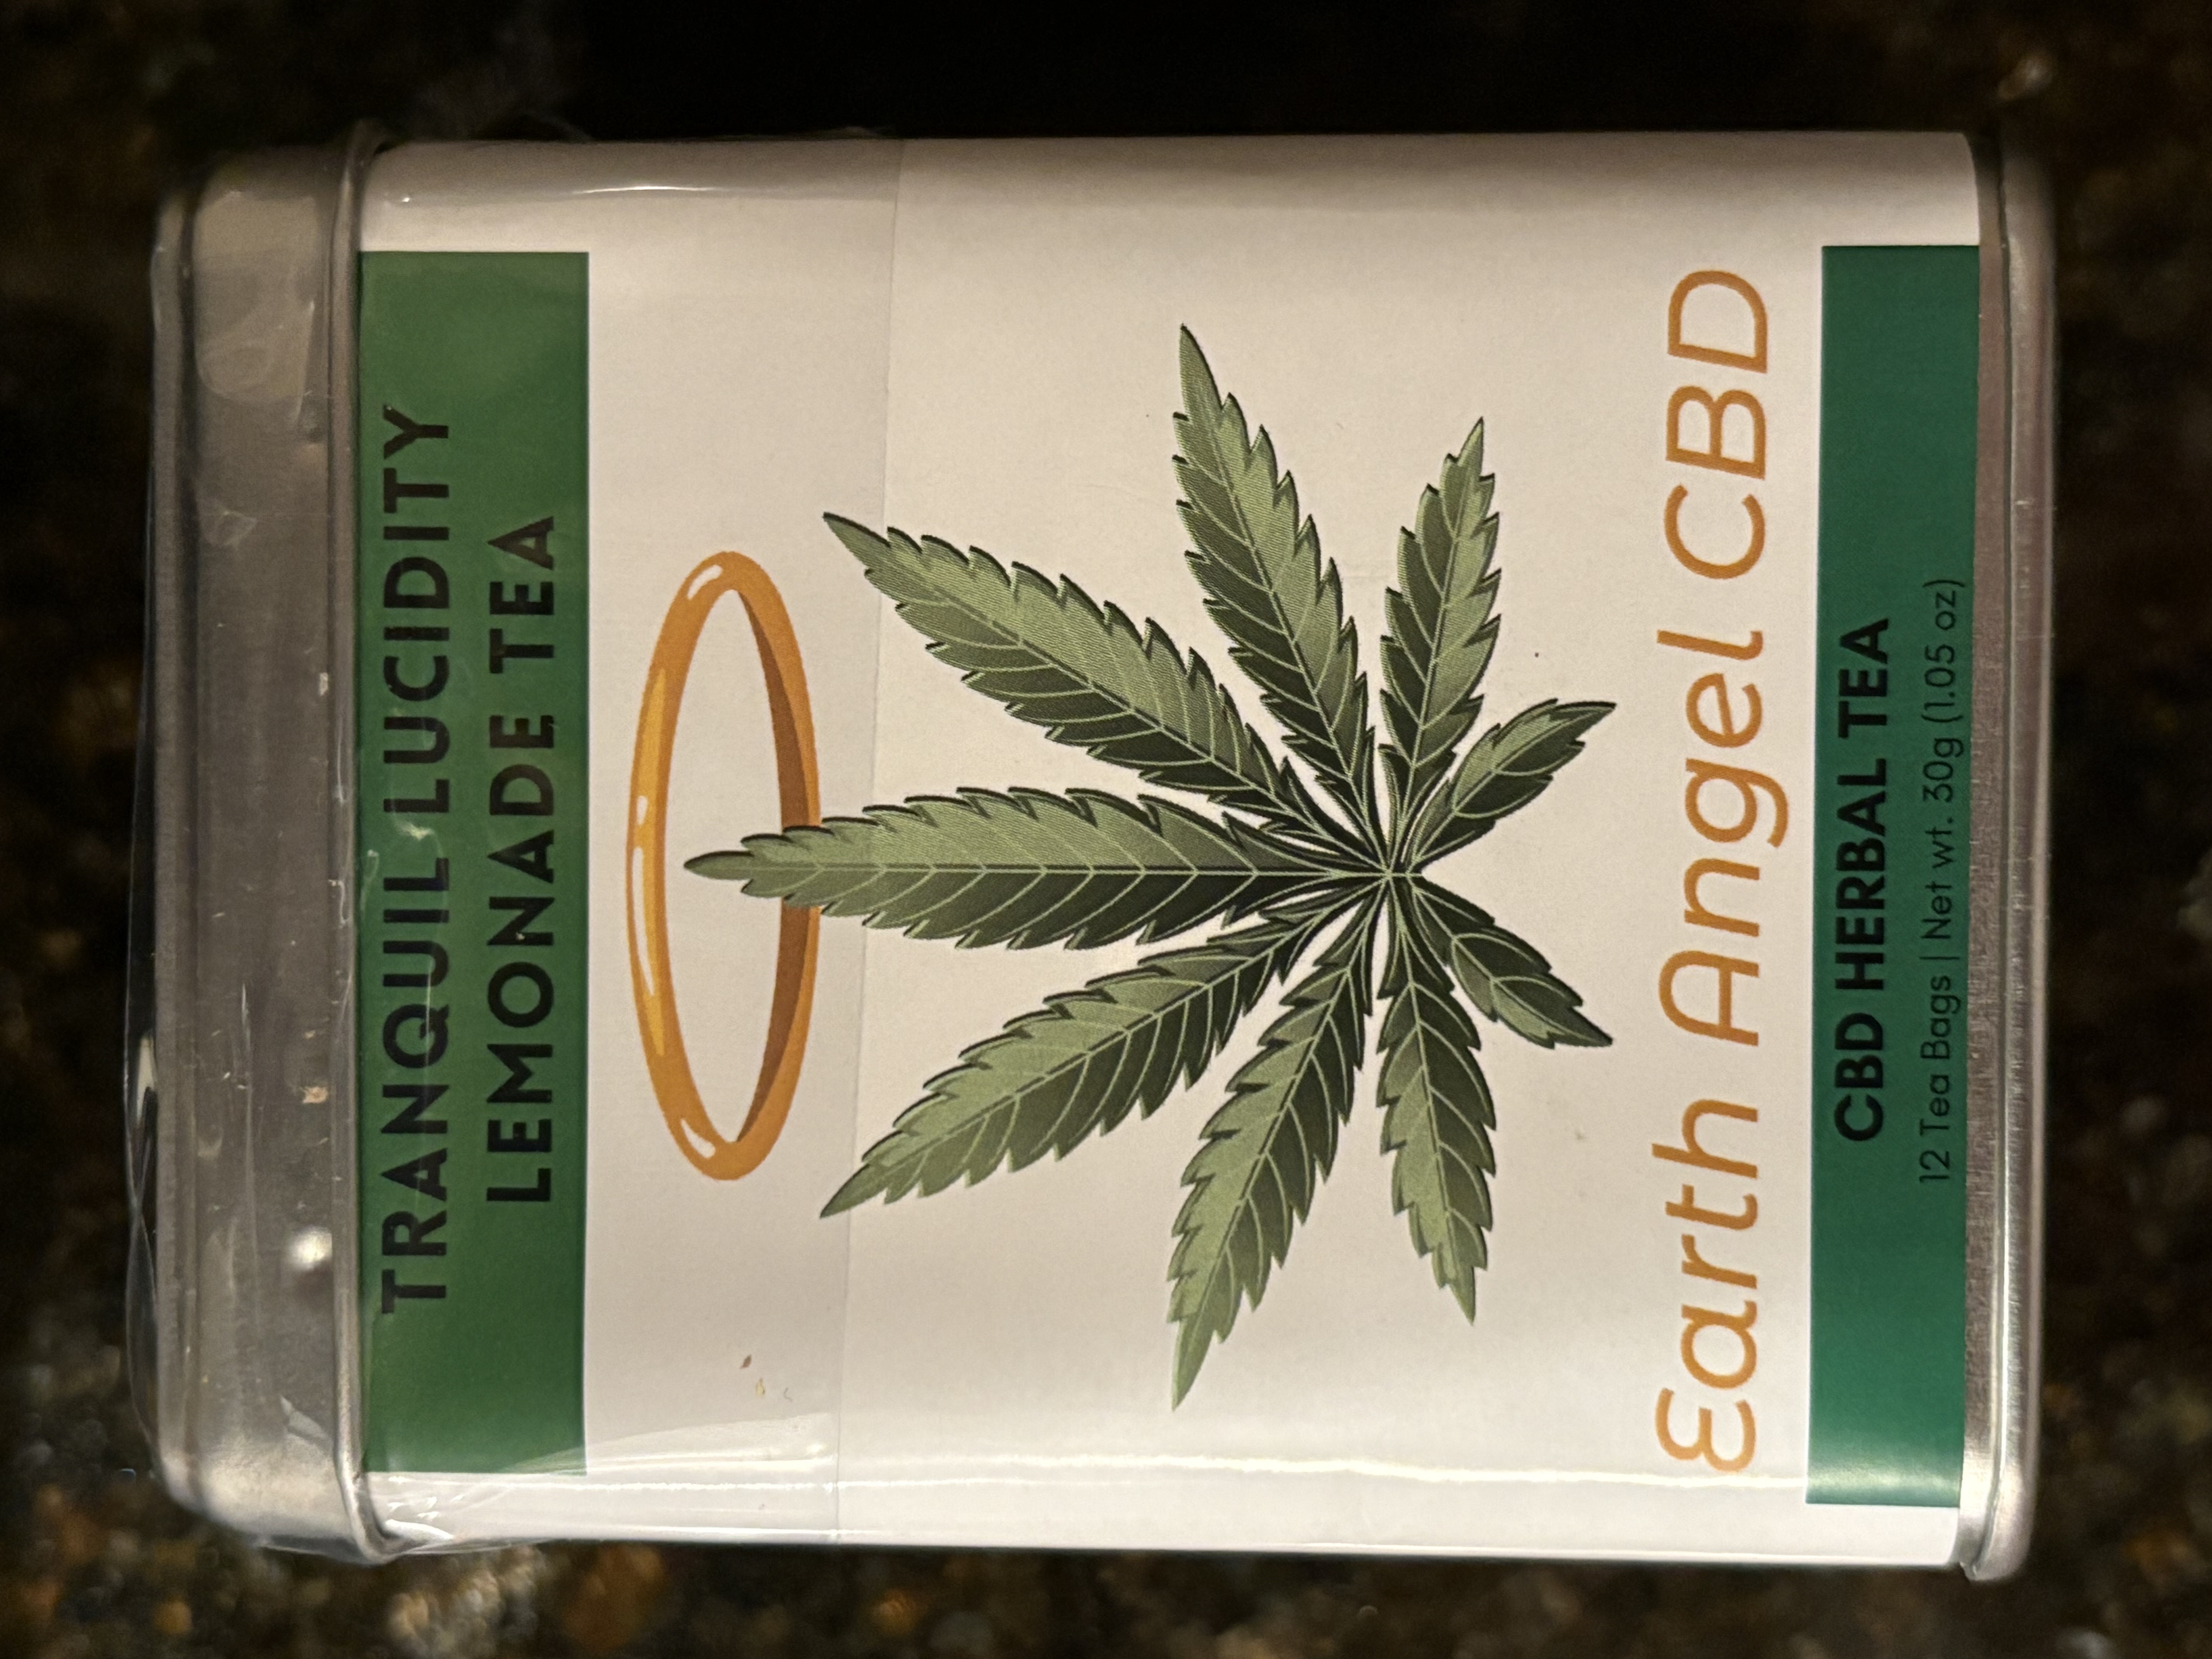 TRANQUIL LUCIDITY
LEMONADE TEA
Earth Angel CBD
CBD HERBAL TEA
12 Tea Bags | Net wt. 30g (1.05 oz)